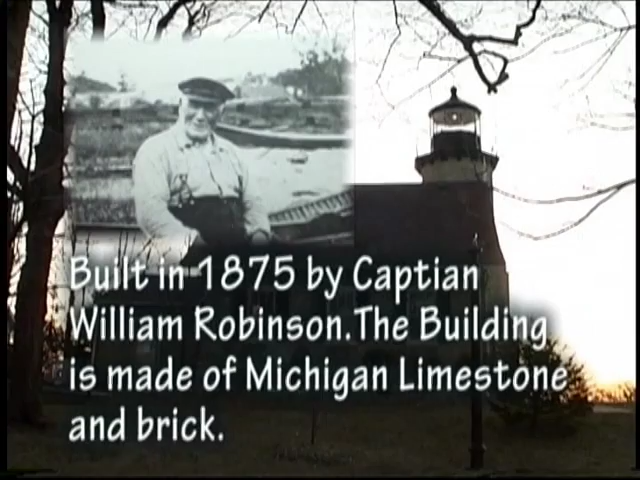 Built in 1875 by Captian
William Robinson.The Building
is made of Michigan Limestone
and brick.